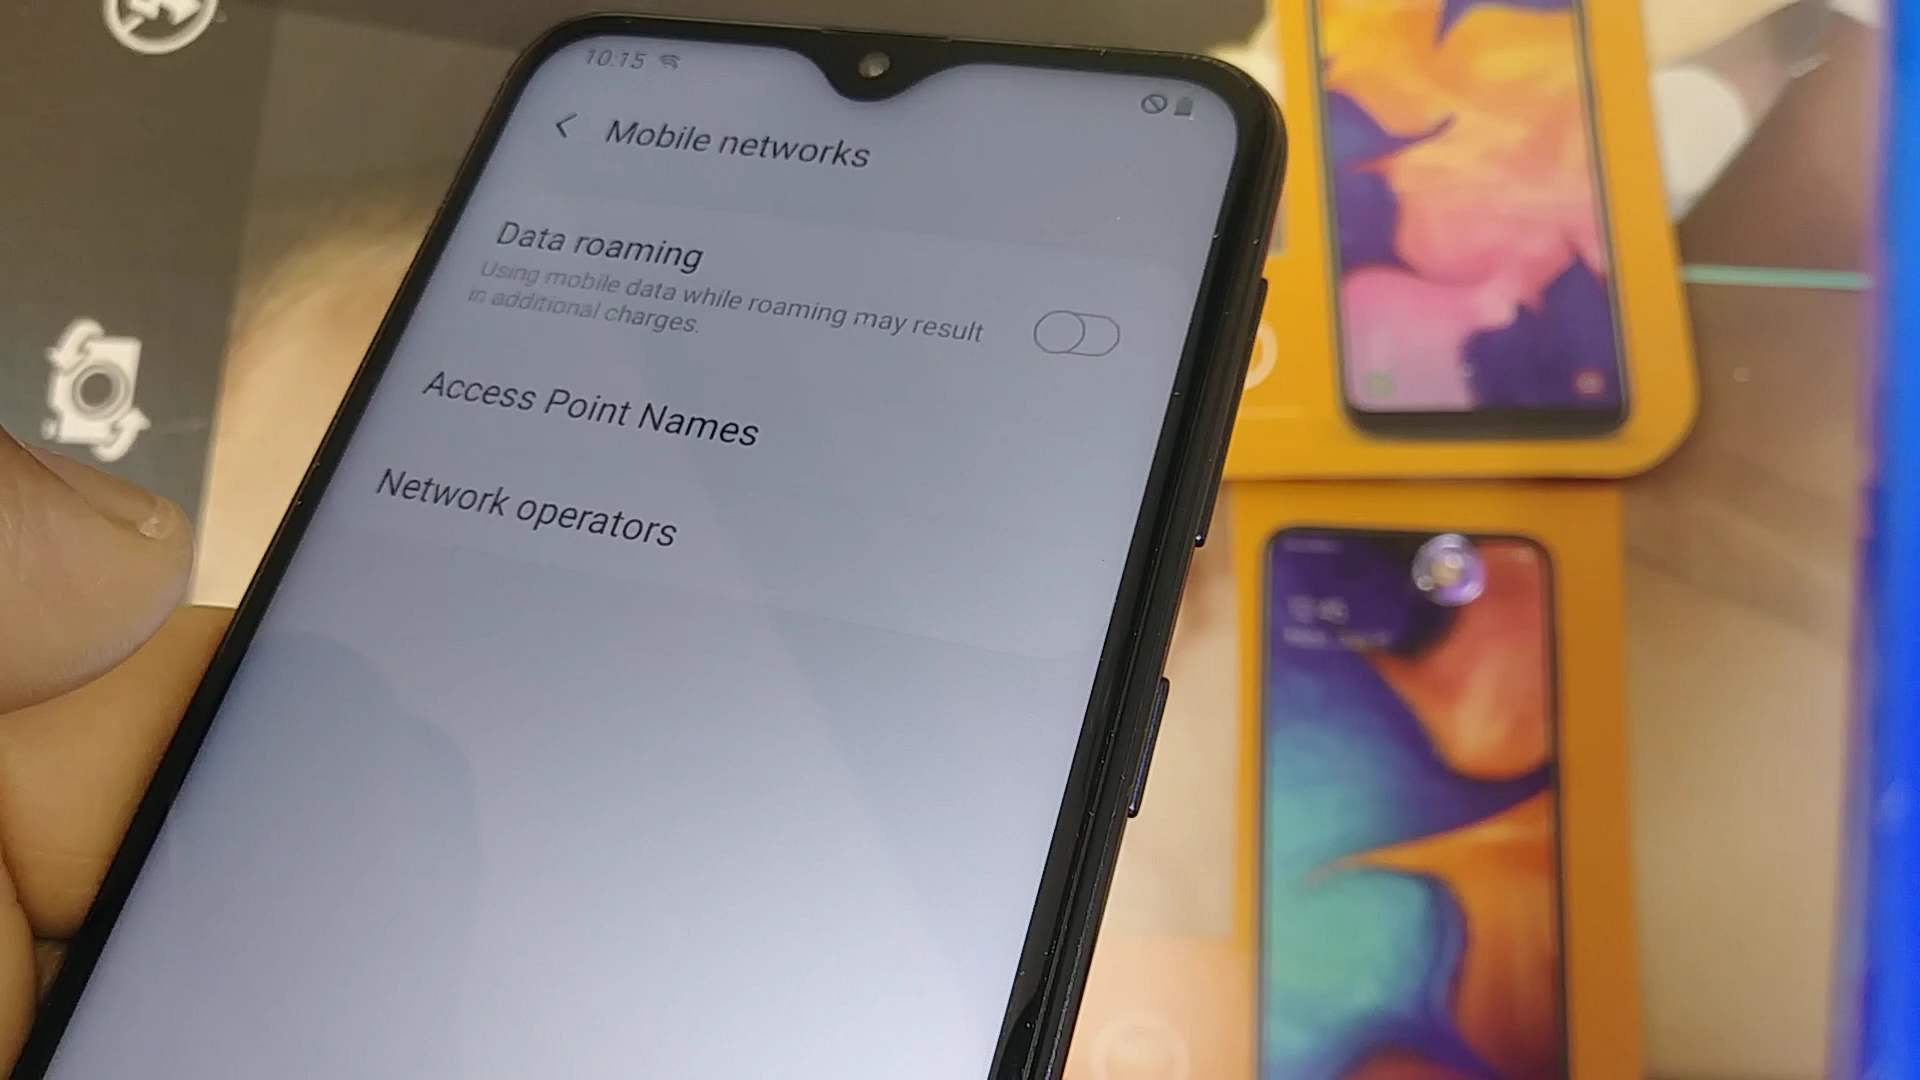 10:15
Mobile networks
Data roaming
Using mobile data while roaming may result
in additional charges.
Access Point Names
Network operators